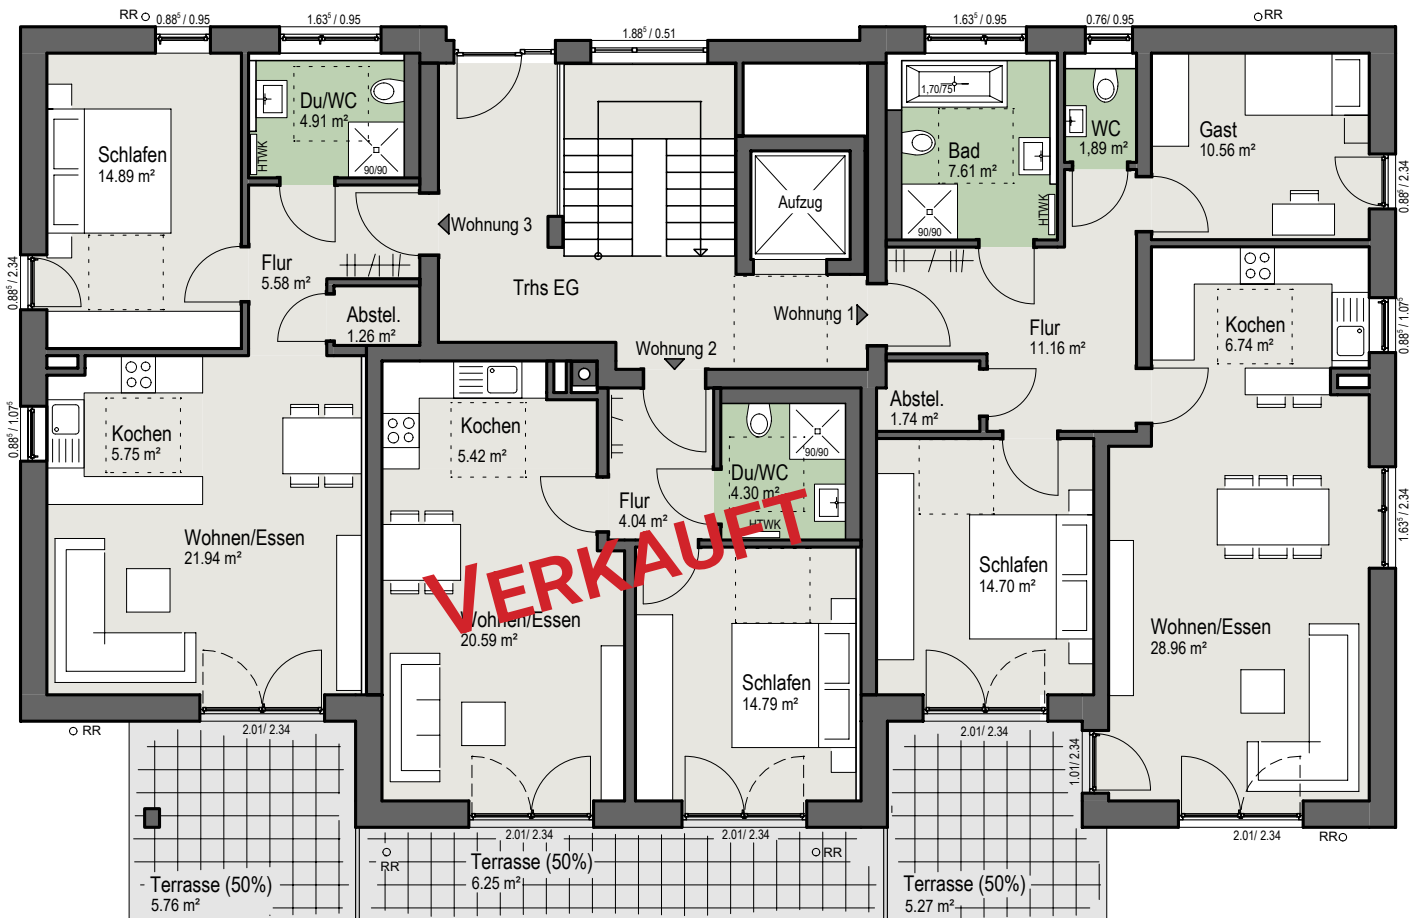 RR
0.88⁵/ 0.95
1.63⁵/ 0.95
1.88⁵/ 0.51
1.63⁵/ 0.95
0.76/ 0.95
RR
Du/WC
4.91 m²
HTWK
90/90
Schlafen
14.89 m²
1,70/75
Bad
7.61 m²
HTWK
90/90
WC
1,89 m²
Gast
10.56 m²
0.88⁵/ 2.34
Aufzug
Wohnung 3
Flur
5.58 m²
0.88⁵/ 2.34
Trhs EG
Abstel.
1.26 m²
Wohnung 1
Wohnung 2
Flur
11.16 m²
Kochen
6.74 m²
0.88⁵/ 1.07⁵
Abstel.
1.74 m²
0.88⁵/ 1.07⁵
Kochen
5.75 m²
Kochen
5.42 m²
90/90
Du/WC
4.30 m²
HTWK
Flur
4.04 m²
1.63⁵/ 2.34
Wohnen/Essen
21.94 m²
VERKAUFT
Schlafen
14.70 m²
Wohnen/Essen
20.59 m²
Wohnen/Essen
28.96 m²
Schlafen
14.79 m²
RR
2.01/ 2.34
2.01/ 2.34
1.01/ 2.34
2.01/ 2.34
2.01/ 2.34
2.01/ 2.34
RR
RR
RR
Terrasse (50%)
5.76 m²
Terrasse (50%)
6.25 m²
Terrasse (50%)
5.27 m²